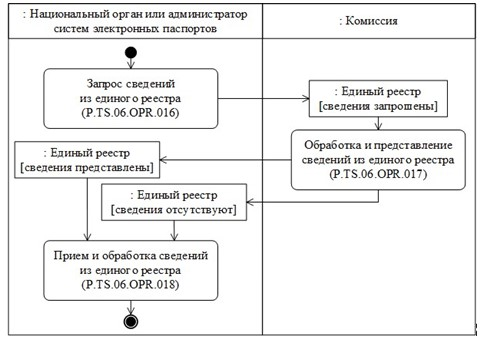 : Национальный орган или администратор
систем электронных паспортов
: Комиссия
Запрос сведений
из единого реестра
(P.TS.06.OPR.016)
: Единый реестр
[сведения запрошены]
Обработка и представление
сведений из единого реестра
(P.TS.06.OPR.017)
: Единый реестр
[сведения представлены]
: Единый реестр
[сведения отсутствуют]
Прием и обработка сведений
из единого реестра
(P.TS.06.OPR.018)